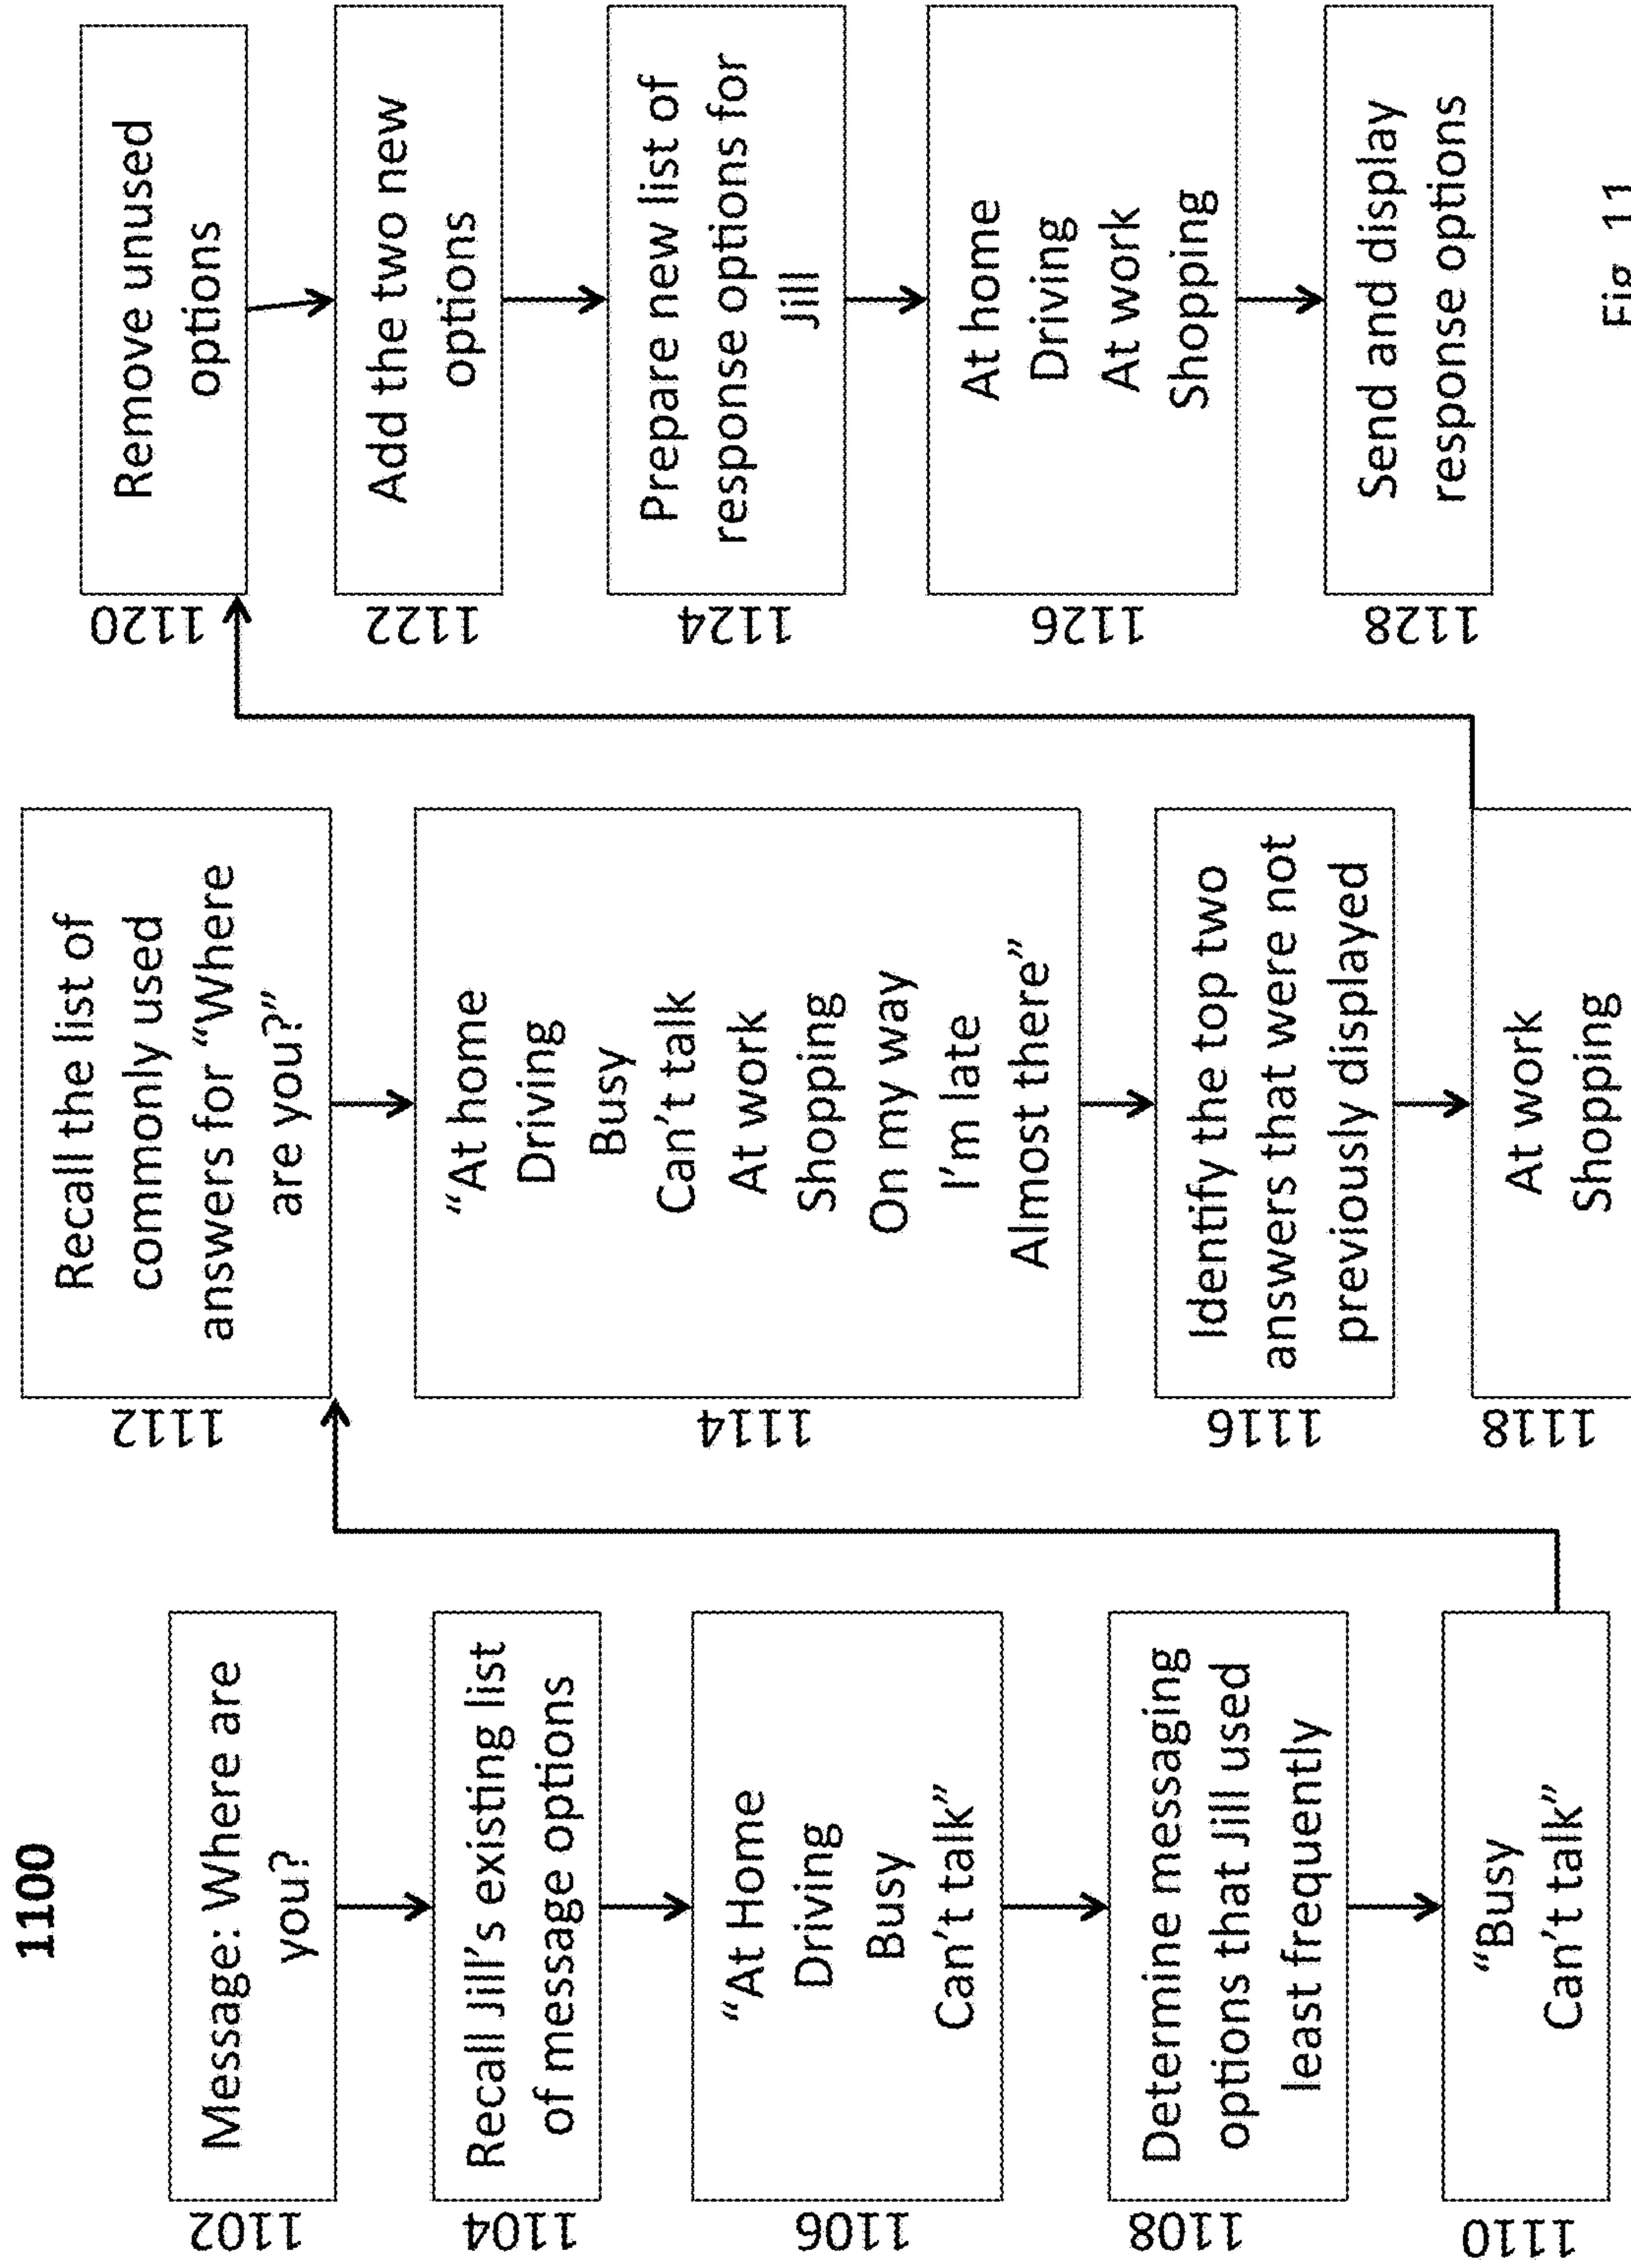 1100
1102
Message: Where are
you?
1104
Recall Jill's existing list
of message options
1106
“At Home
Driving
Busy
Can't talk”
1108
Determine messaging
options that Jill used
least frequently
1110
“Busy
Can't talk”
1112
Recall the list of
commonly used
answers for “Where
are you?”
1114
“At home
Driving
Busy
Can't talk
At work
Shopping
On my way
I'm late
Almost there”
1116
Identify the top two
answers that were not
previously displayed
1118
At work
Shopping
1120
Remove unused
options
1122
Add the two new
options
1124
Prepare new list of
response options for
Jill
1126
At home
Driving
At work
Shopping
1128
Send and display
response options
Fig. 11